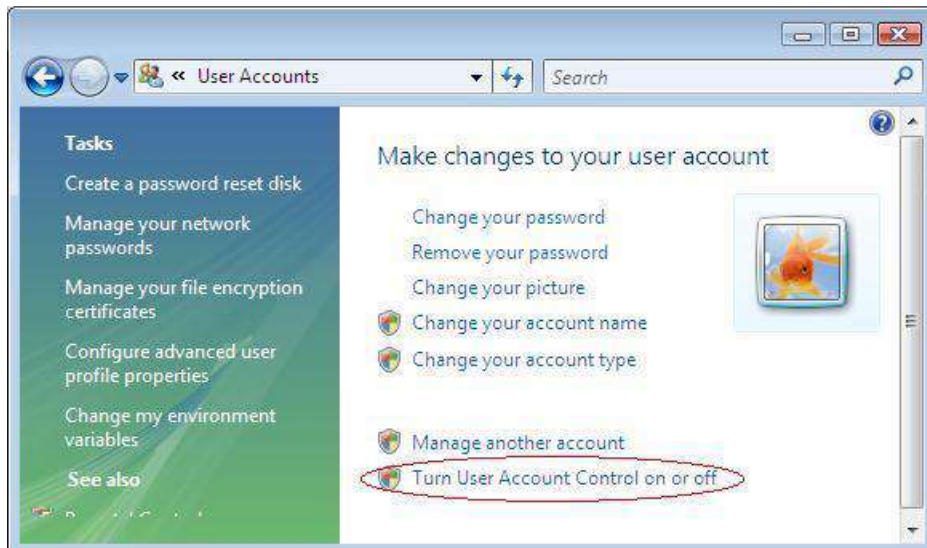 « User Accounts
Search
Tasks
Create a password reset disk
Manage your network
passwords
Manage your file encryption
certificates
Configure advanced user
profile properties
Change my environment
variables
See also
Make changes to your user account
Change your password
Remove your password
Change your picture
Change your account name
Change your account type
Manage another account
Turn User Account Control on or off